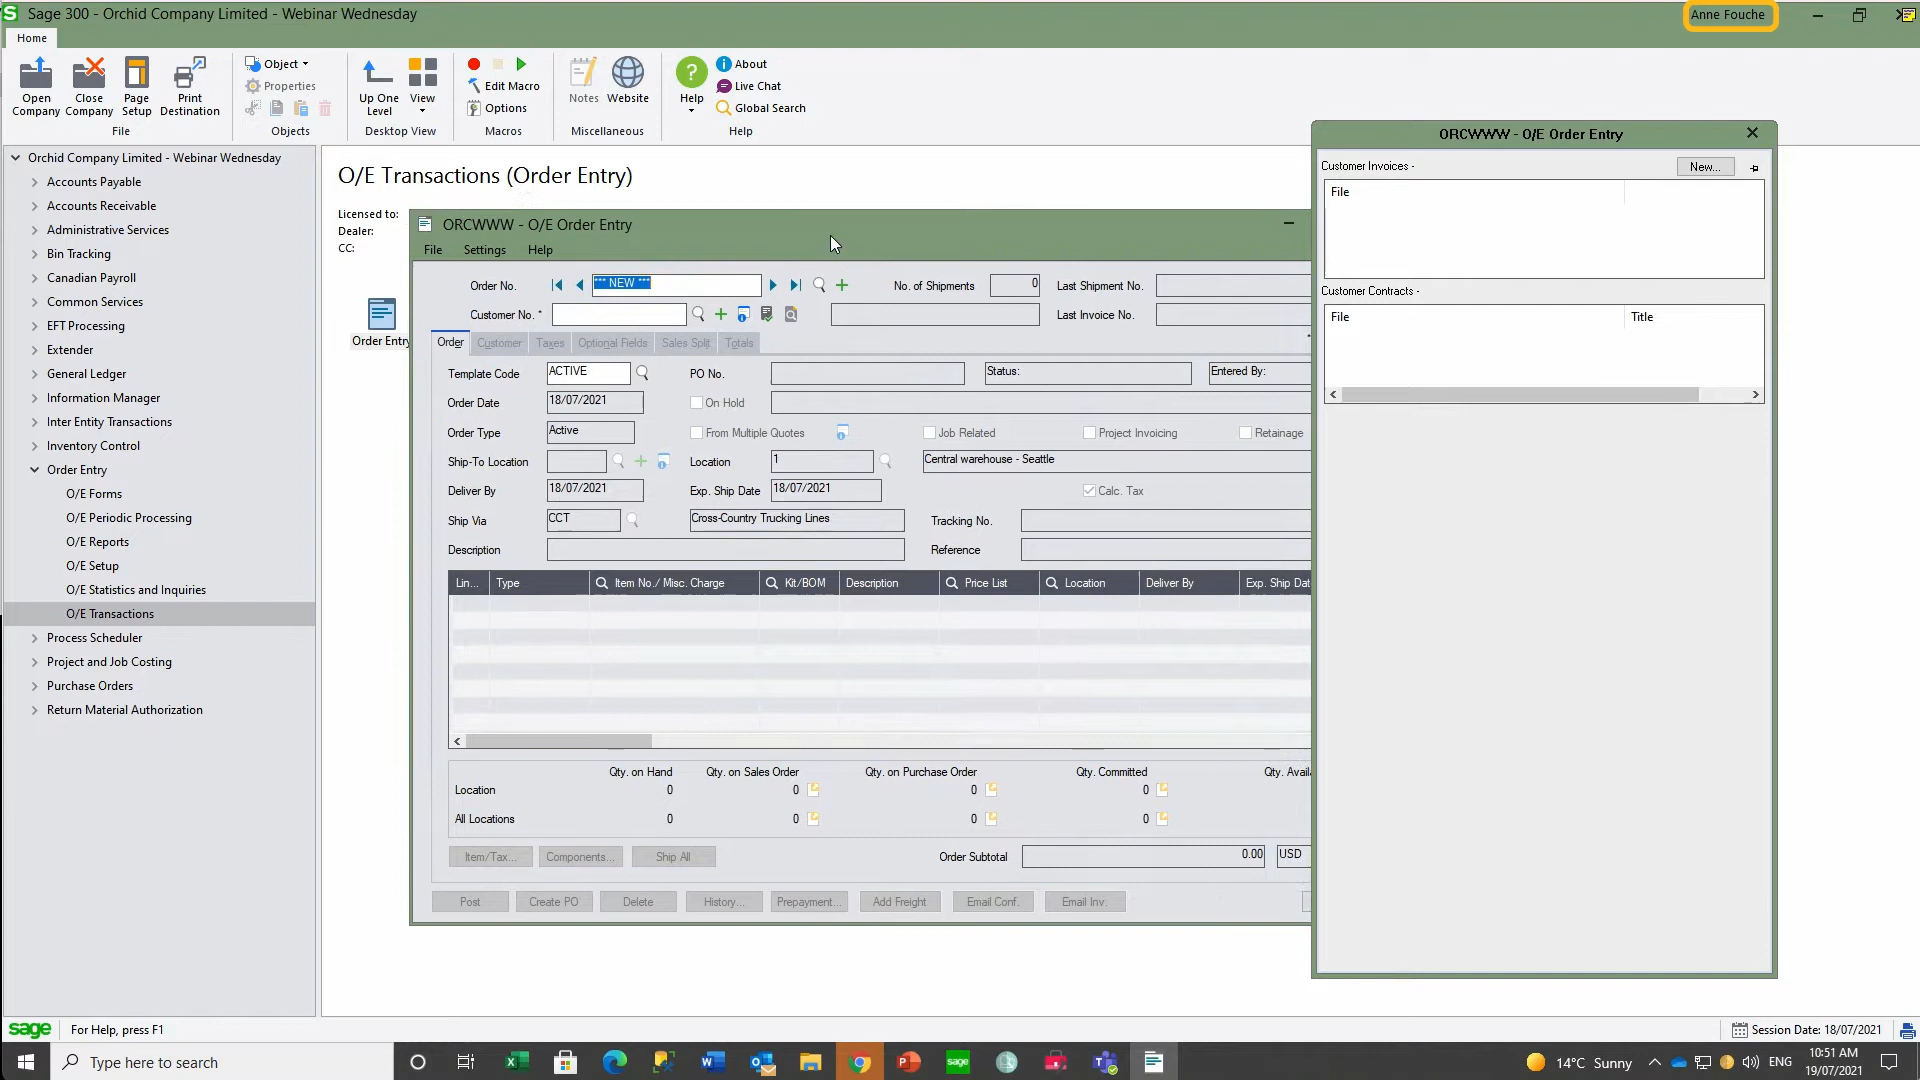 Sage 300 - Orchid Company Limited - Webinar Wednesday
Anne Fouche
Home
Open Company
Close Company
Page Setup
Print Destination
File
Object
Properties
Objects
Up One Level
View
Desktop View
Edit Macro
Options
Macros
Notes
Website
Miscellaneous
Help
About
Live Chat
Global Search
Help
Orchid Company Limited - Webinar Wednesday
Accounts Payable
Accounts Receivable
Administrative Services
Bin Tracking
Canadian Payroll
Common Services
EFT Processing
Extender
General Ledger
Information Manager
Inter Entity Transactions
Inventory Control
Order Entry
O/E Forms
O/E Periodic Processing
O/E Reports
O/E Setup
O/E Statistics and Inquiries
O/E Transactions
Process Scheduler
Project and Job Costing
Purchase Orders
Return Material Authorization
O/E Transactions (Order Entry)
Licensed to:
Dealer:
CC:
Order Entry
ORCWWW - O/E Order Entry
File Settings Help
Order No. *** NEW *** No. of Shipments 0 Last Shipment No.
Customer No. * Last Invoice No.
Order Customer Taxes Optional Fields Sales Split Totals
Template Code ACTIVE PO No. Status: Entered By:
Order Date 18/07/2021 On Hold
Order Type Active From Multiple Quotes Job Related Project Invoicing Retainage
Ship-To Location Location 1 Central warehouse - Seattle
Deliver By 18/07/2021 Exp. Ship Date 18/07/2021 Calc. Tax
Ship Via CCT Cross-Country Trucking Lines Tracking No.
Description Reference
Lin... Type Item No./ Misc. Charge Kit/BOM Description Price List Location Deliver By Exp. Ship Dat
Qty. on Hand Qty. on Sales Order Qty. on Purchase Order Qty. Committed Qty. Avail
Location 0 0 0 0
All Locations 0 0 0 0
Item/Tax... Components... Ship All Order Subtotal 0.00 USD
Post Create PO Delete History... Prepayment... Add Freight Email Conf. Email Inv.
ORCWWW - O/E Order Entry
Customer Invoices - New...
File
Customer Contracts -
File Title
sage For Help, press F1 Session Date: 18/07/2021
Type here to search
sage
14°C Sunny ENG 10:51 AM
19/07/2021